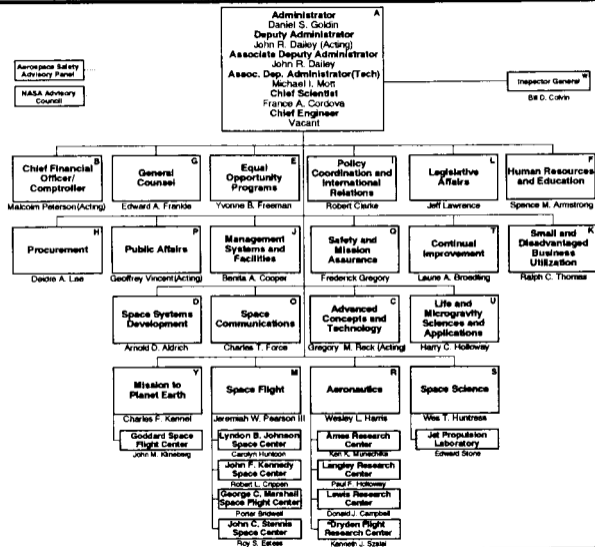 A
Administrator
Daniel S. Goldin
Deputy Administrator
John R. Dailey (Acting)
Associate Deputy Administrator
John R. Dailey
Assoc. Dep. Administrator(Tech)
Michael I. Mott
Chief Scientist
France A. Cordova
Chief Engineer
Vacant
Aerospace Safety
Advisory Panel
NASA Advisory
Council
W
Inspector General
Bill D. Colvin
B
Chief Financial
Officer/
Comptroller
Malcolm Peterson(Acting)
G
General
Counsel
Edward A. Frankle
E
Equal
Opportunity
Programs
Yvonne B. Freeman
I
Policy
Coordination and
International
Relations
Robert Clarke
L
Legislative
Affairs
Jeff Lawrence
F
Human Resources
and Education
Spence M. Armstrong
H
Procurement
Deidre A. Lee
P
Public Affairs
Geoffrey Vincent(Acting)
J
Management
Systems and
Facilities
Benita A. Cooper
Q
Safety and
Mission
Assurance
Frederick Gregory
T
Continual
Improvement
Laurie A. Broedling
K
Small and
Disadvantaged
Business
Utilization
Ralph C. Thomas
D
Space Systems
Development
Arnold D. Aldrich
O
Space
Communications
Charles T. Force
C
Advanced
Concepts and
Technology
Gregory M. Reck (Acting)
U
Life and
Microgravity
Sciences and
Applications
Harry C. Holloway
Y
Mission to
Planet Earth
Charles F. Kennel
Goddard Space
Flight Center
John M. Klineberg
M
Space Flight
Jeremiah W. Pearson III
Lyndon B. Johnson
Space Center
Carolyn Huntoon
John F. Kennedy
Space Center
Robert L. Crippen
George C. Marshall
Space Flight Center
Porter Bridwell
John C. Stennis
Space Center
Roy S. Estess
R
Aeronautics
Wesley L. Harris
Ames Research
Center
Ken K. Munechika
Langley Research
Center
Paul F. Holloway
Lewis Research
Center
Donald J. Campbell
*Dryden Flight
Research Center
Kenneth J. Szalai
S
Space Science
Wes T. Huntress
Jet Propulsion
Laboratory
Edward Stone